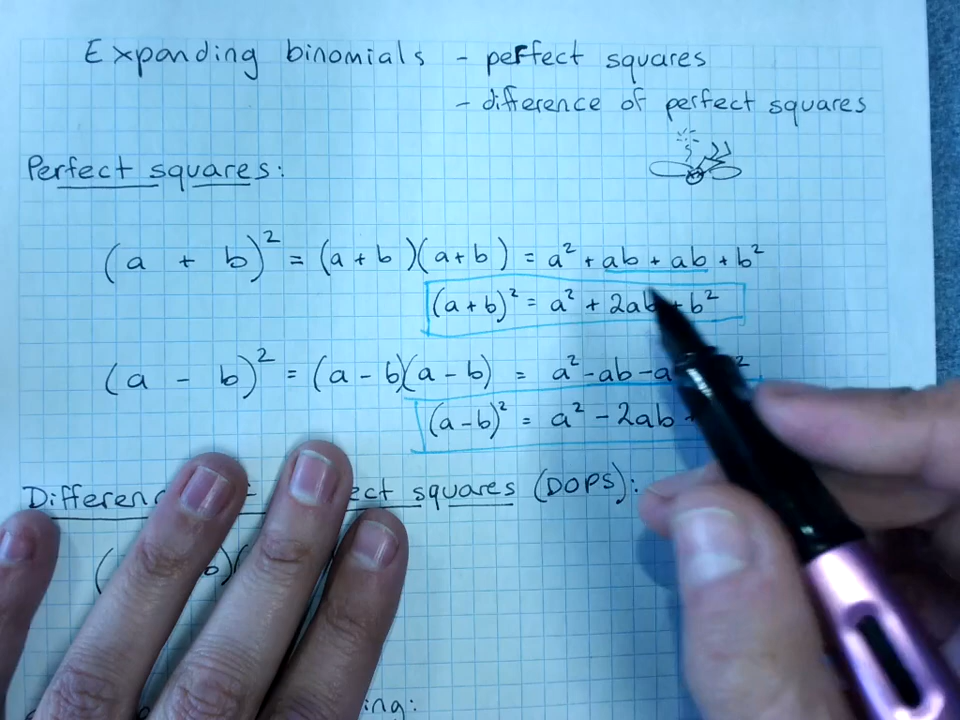 Expanding binomials - perfect squares
- difference of perfect squares
Perfect squares:
(a + b)² = (a + b)(a + b) = a² + ab + ab + b²
(a + b)² = a² + 2ab + b²
(a - b)² = (a - b)(a - b) = a² - ab - a ²
(a - b)² = a² - 2ab +
squares (DOPS):